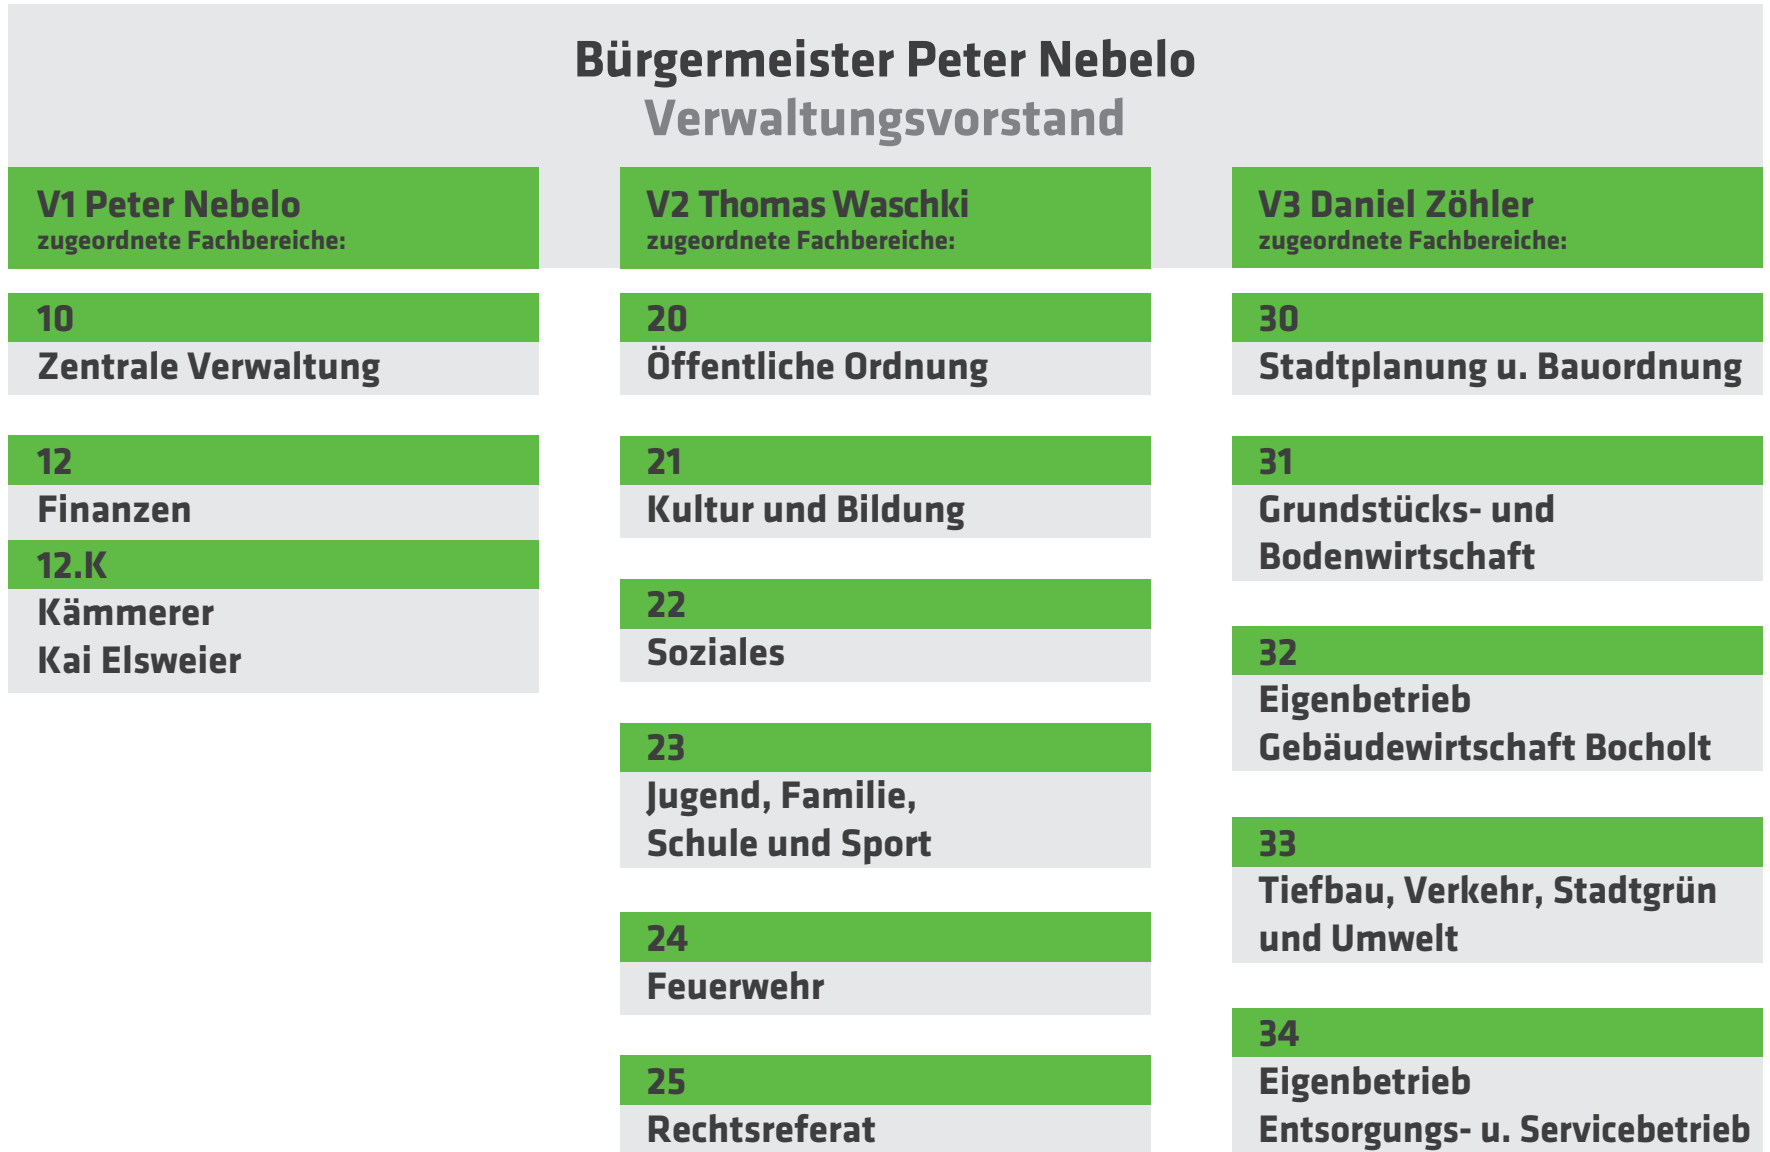 Bürgermeister Peter Nebelo
Verwaltungsvorstand
V1 Peter Nebelo
zugeordnete Fachbereiche:
10
Zentrale Verwaltung
12
Finanzen
12.K
Kämmerer
Kai Elsweier
V2 Thomas Waschki
zugeordnete Fachbereiche:
20
Öffentliche Ordnung
21
Kultur und Bildung
22
Soziales
23
Jugend, Familie,
Schule und Sport
24
Feuerwehr
25
Rechtsreferat
V3 Daniel Zöhler
zugeordnete Fachbereiche:
30
Stadtplanung u. Bauordnung
31
Grundstücks- und
Bodenwirtschaft
32
Eigenbetrieb
Gebäudewirtschaft Bocholt
33
Tiefbau, Verkehr, Stadtgrün
und Umwelt
34
Eigenbetrieb
Entsorgungs- u. Servicebetrieb